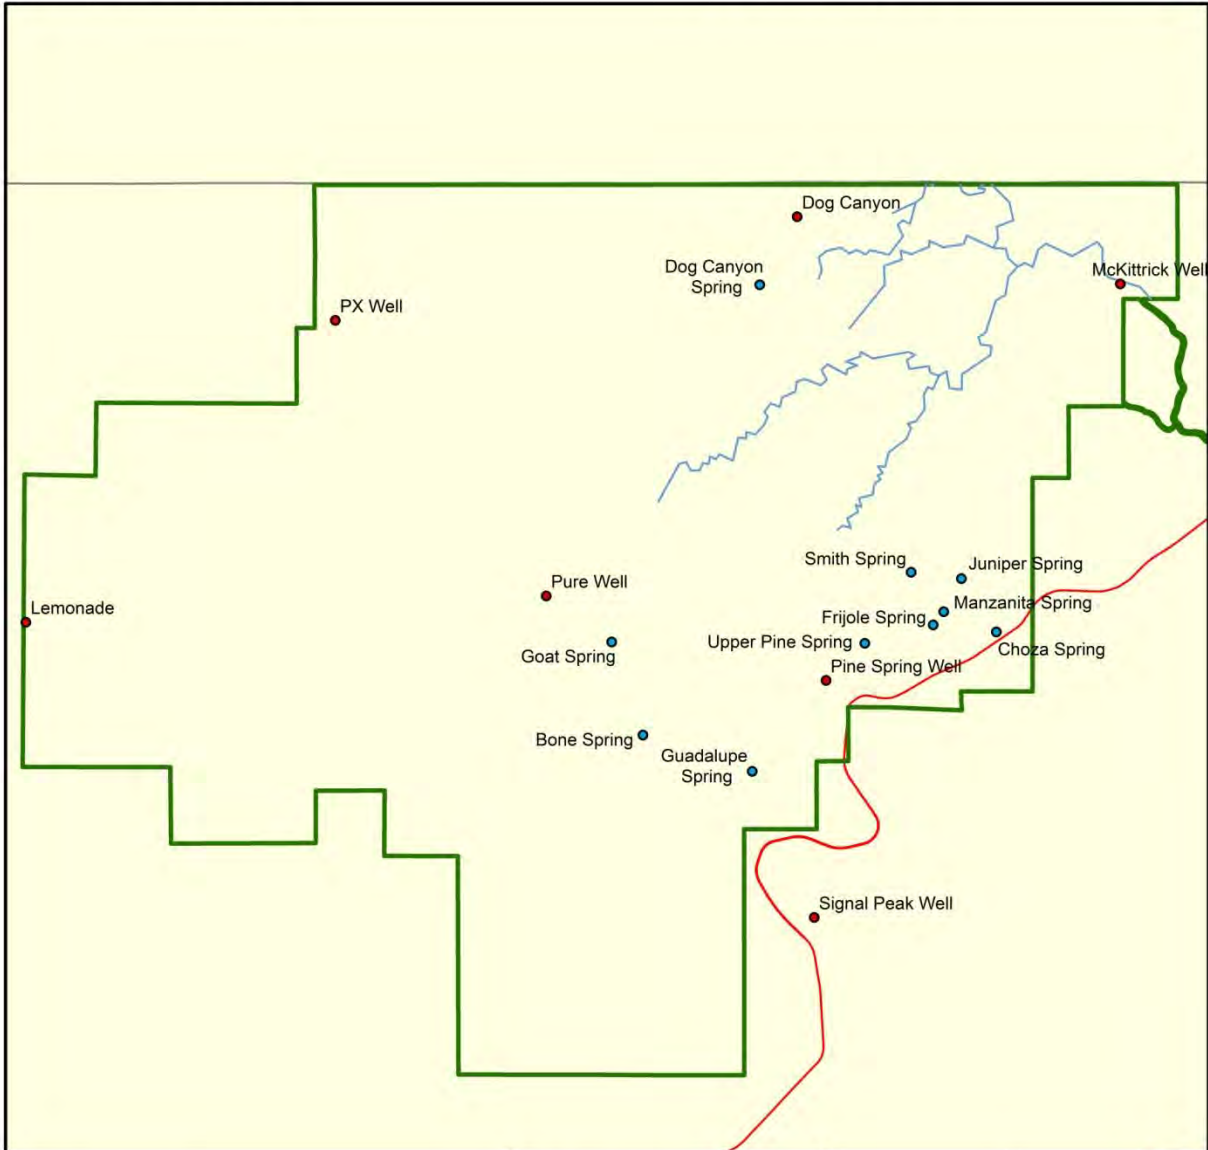 Dog Canyon
Dog Canyon
Spring
McKittrick Well
PX Well
Smith Spring
Juniper Spring
Pure Well
Manzanita Spring
Lemonade
Frijole Spring
Upper Pine Spring
Choza Spring
Goat Spring
Pine Spring Well
Bone Spring
Guadalupe
Spring
Signal Peak Well